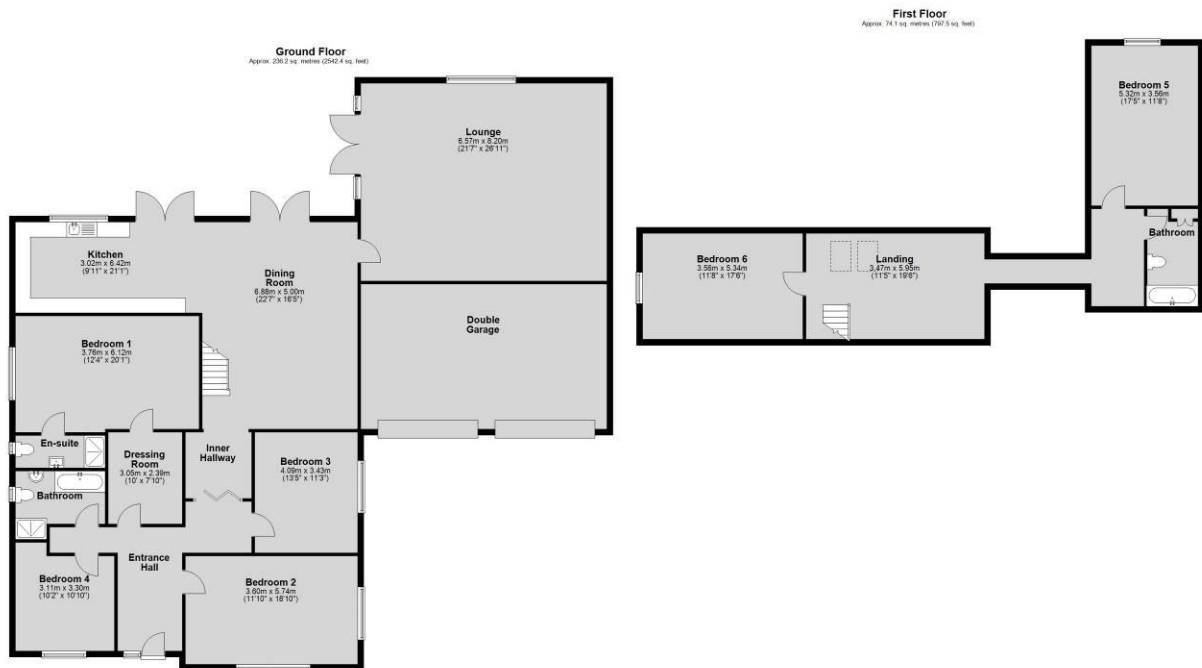 Ground Floor
Approx. 236.2 sq. metres (2542.4 sq. feet)
Lounge
6.57m x 8.20m
(21'7" x 26'11")
Kitchen
3.02m x 6.42m
(9'11" x 21'1")
Dining
Room
6.88m x 5.00m
(22'7" x 16'5")
Double
Garage
Bedroom 1
3.76m x 6.12m
(12'4" x 20'1")
En-suite
Dressing
Room
3.05m x 2.39m
(10' x 7'10")
Inner
Hallway
Bedroom 3
4.09m x 3.43m
(13'5" x 11'3")
Bathroom
Entrance
Hall
Bedroom 4
3.11m x 3.30m
(10'2" x 10'10")
Bedroom 2
3.60m x 5.74m
(11'10" x 18'10")
First Floor
Approx. 74.1 sq. metres (797.5 sq. feet)
Bedroom 5
5.32m x 3.56m
(17'5" x 11'8")
Bathroom
Bedroom 6
3.56m x 5.34m
(11'8" x 17'6")
Landing
3.47m x 5.95m
(11'5" x 19'6")